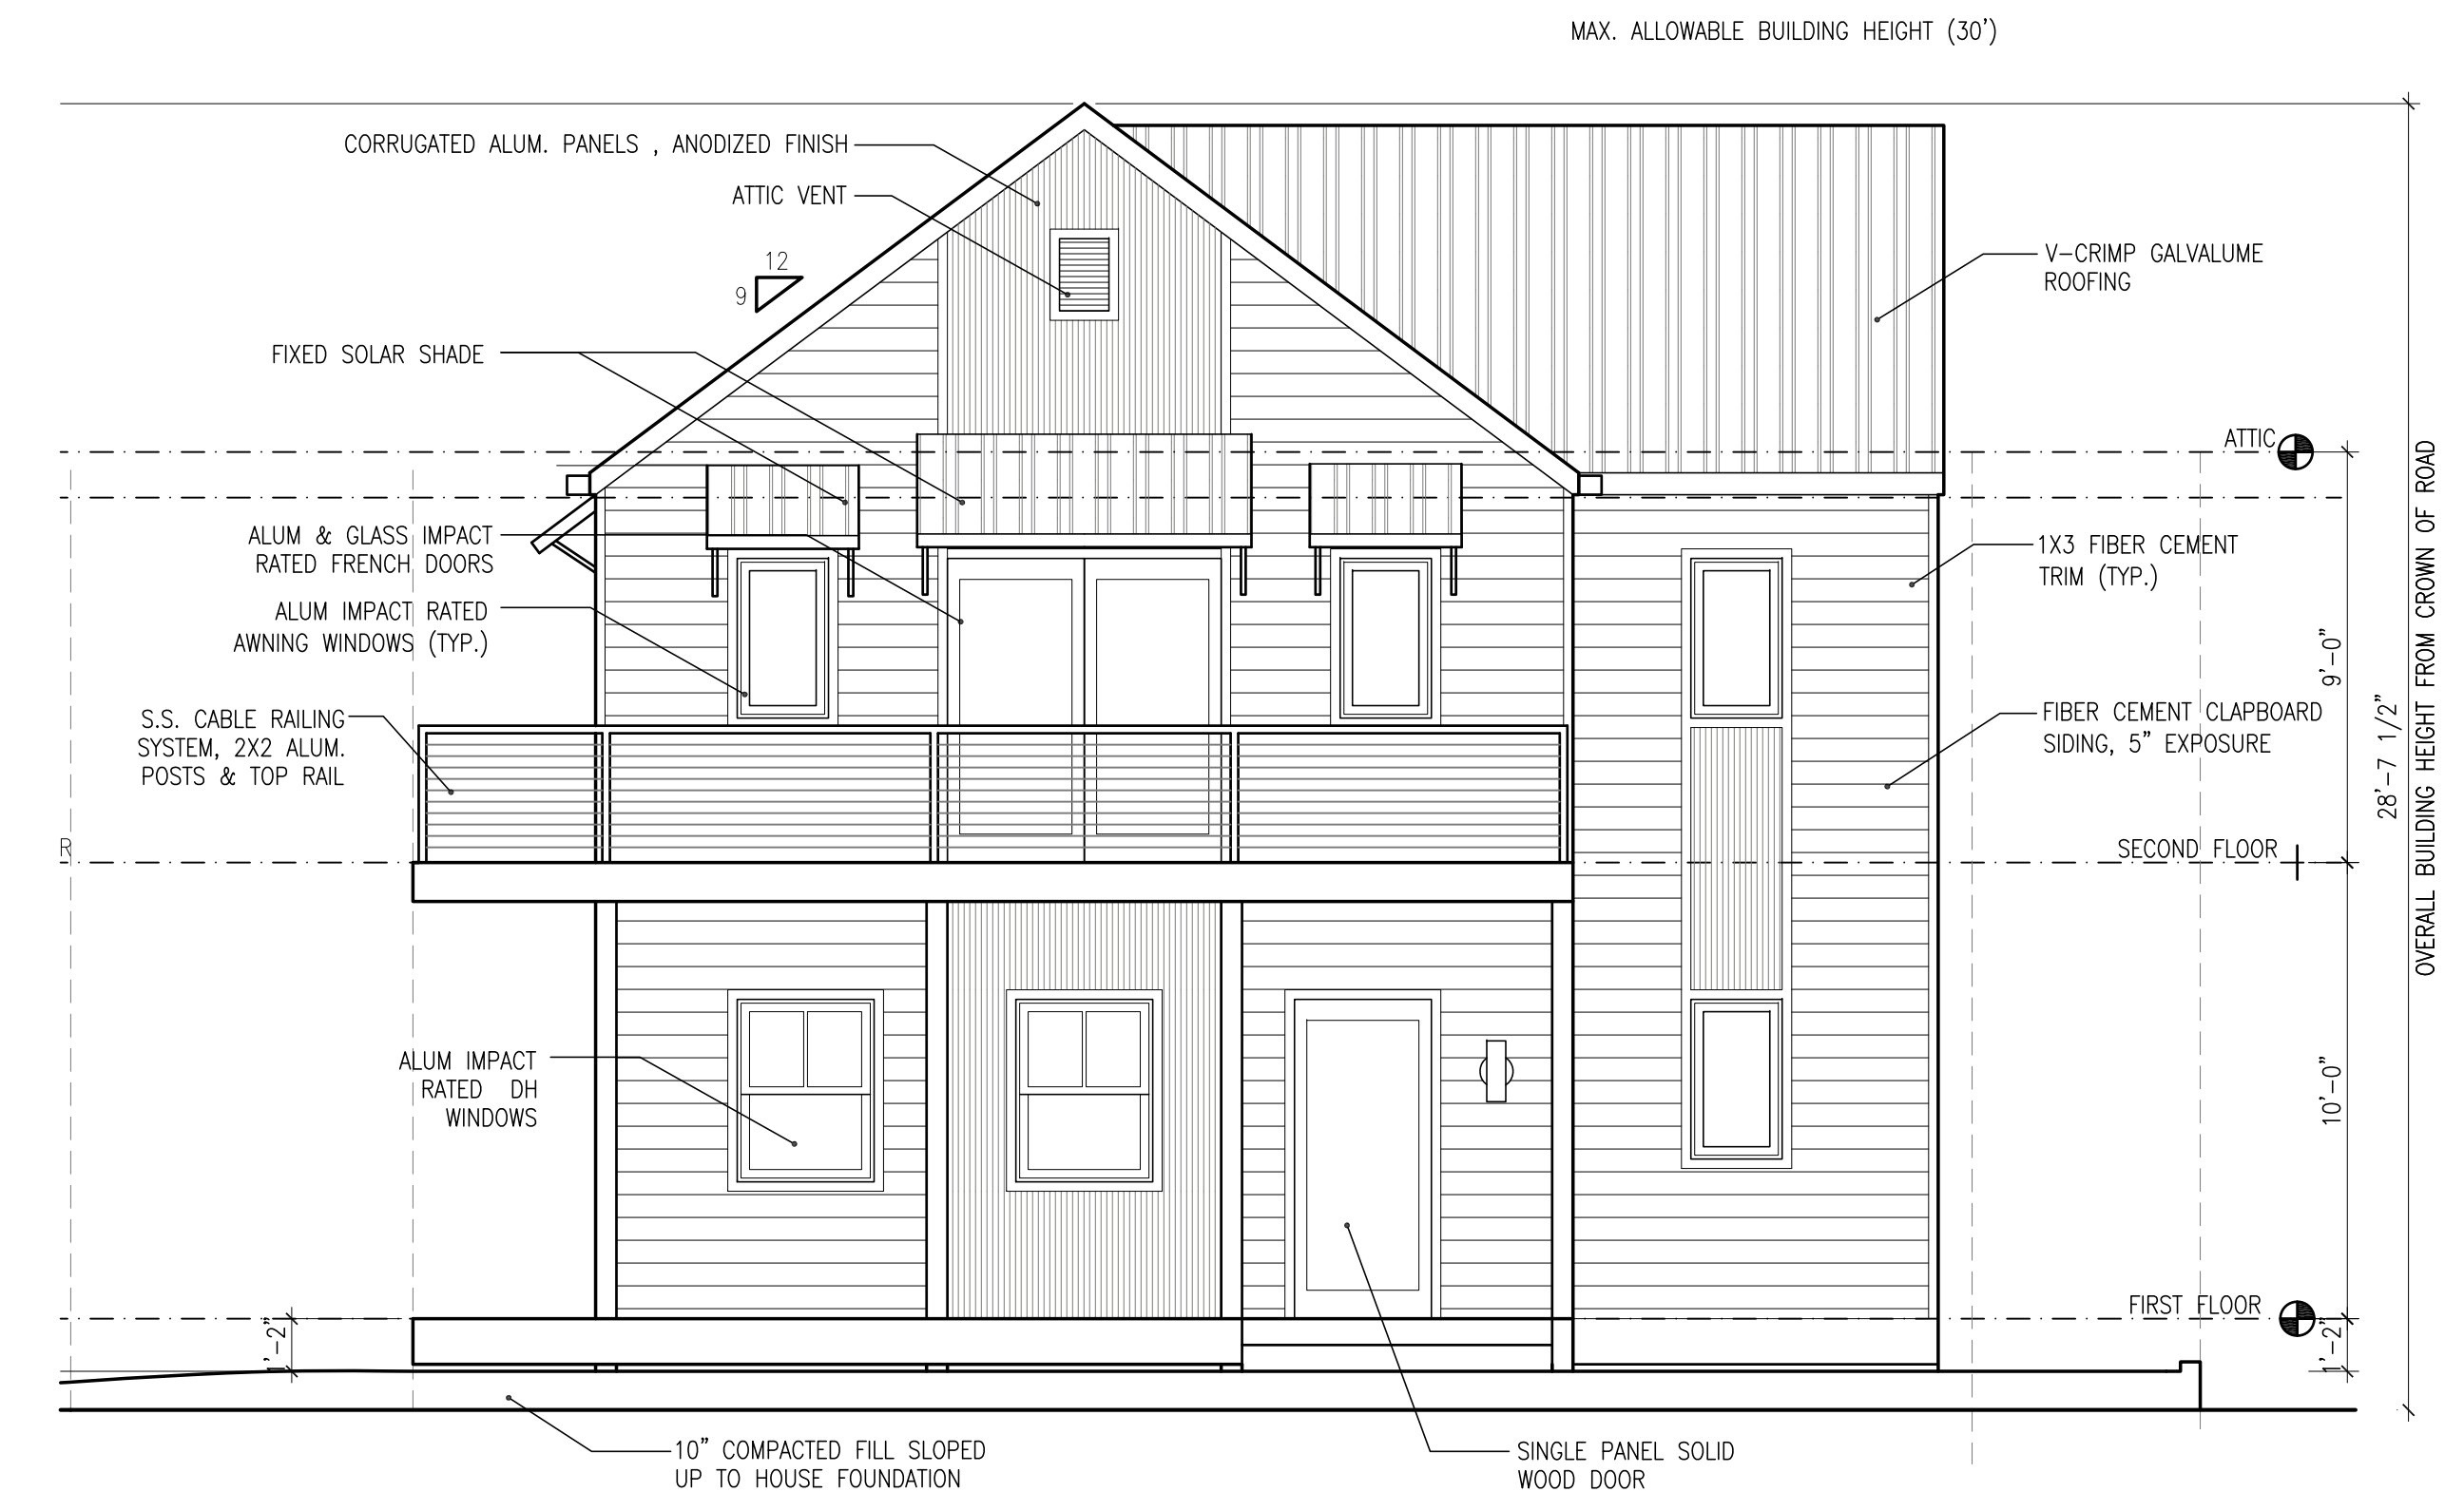 MAX. ALLOWABLE BUILDING HEIGHT (30')
CORRUGATED ALUM. PANELS , ANODIZED FINISH
ATTIC VENT
12
9
FIXED SOLAR SHADE
ALUM & GLASS IMPACT
RATED FRENCH DOORS
ALUM IMPACT RATED
AWNING WINDOWS (TYP.)
S.S. CABLE RAILING
SYSTEM, 2X2 ALUM.
POSTS & TOP RAIL
R
ALUM IMPACT
RATED DH
WINDOWS
1'-2"
10" COMPACTED FILL SLOPED
UP TO HOUSE FOUNDATION
SINGLE PANEL SOLID
WOOD DOOR
V-CRIMP GALVALUME
ROOFING
ATTIC
1X3 FIBER CEMENT
TRIM (TYP.)
FIBER CEMENT CLAPBOARD
SIDING, 5" EXPOSURE
SECOND FLOOR
FIRST FLOOR
9'-0"
10'-0"
1'-2"
28'-7 1/2"
OVERALL BUILDING HEIGHT FROM CROWN OF ROAD